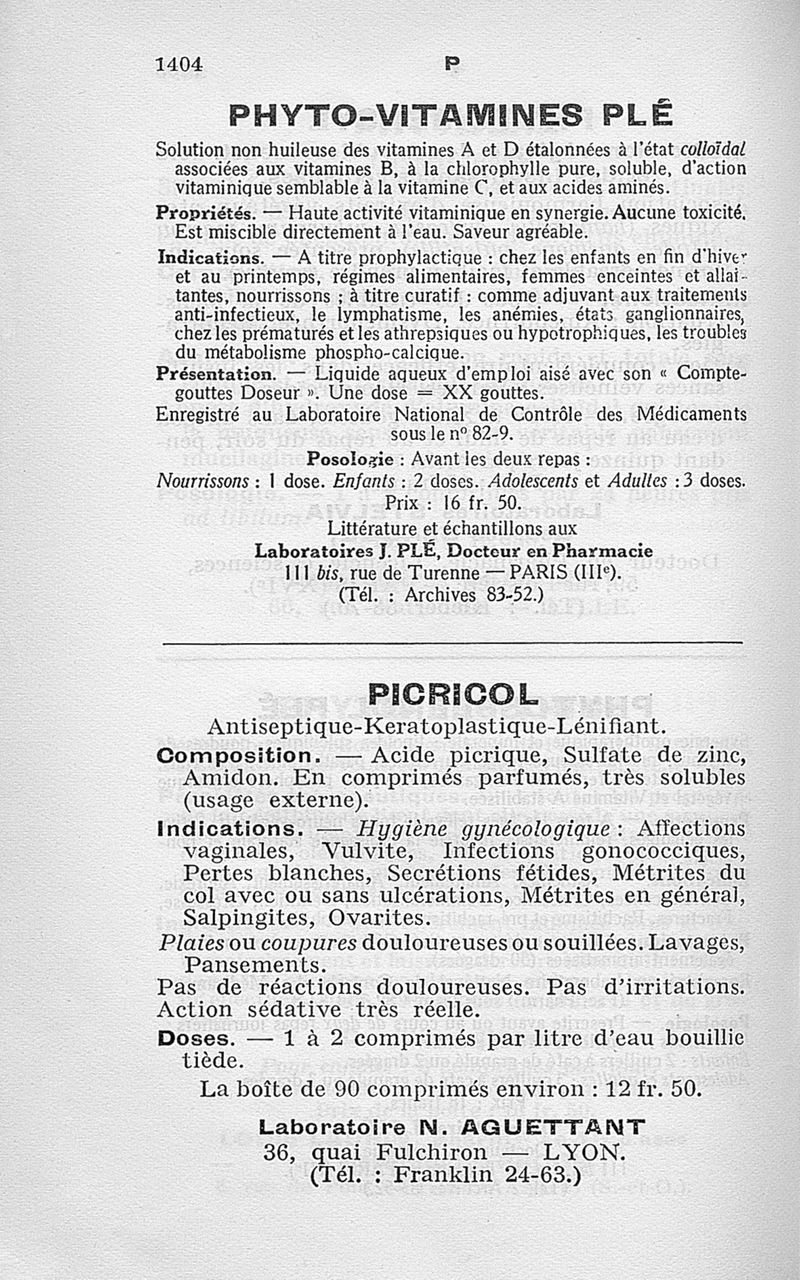 1404
P
PHYTO-VITAMINES PLÉ
Solution non huileuse des vitamines A et D étalonnées à l'état colloïdal
associées aux vitamines B, à la chlorophylle pure, soluble, d'action
vitaminique semblable à la vitamine C, et aux acides aminés.
Propriétés. — Haute activité vitaminique en synergie. Aucune toxicité.
Est miscible directement à l'eau. Saveur agréable.
Indications. — A titre prophylactique : chez les enfants en fin d'hiver
et au printemps, régimes alimentaires, femmes enceintes et allai-
tantes, nourrissons ; à titre curatif : comme adjuvant aux traitements
anti-infectieux, le lymphatisme, les anémies, états ganglionnaires,
chez les prématurés et les athrepsiques ou hypotrophiques, les troubles
du métabolisme phospho-calcique.
Présentation. — Liquide aqueux d'emploi aisé avec son « Compte-
gouttes Doseur ». Une dose = XX gouttes.
Enregistré au Laboratoire National de Contrôle des Médicaments
sous le nº 82-9.
Posologie : Avant les deux repas :
Nourrissons : 1 dose. Enfants : 2 doses. Adolescents et Adultes : 3 doses.
Prix : 16 fr. 50.
Littérature et échantillons aux
Laboratoires J. PLÉ, Docteur en Pharmacie
111 bis, rue de Turenne — PARIS (IIIe).
(Tél. : Archives 83-52.)
PICRICOL
Antiseptique-Keratoplastique-Lénifiant.
Composition. — Acide picrique, Sulfate de zinc,
Amidon. En comprimés parfumés, très solubles
(usage externe).
Indications. — Hygiène gynécologique : Affections
vaginales, Vulvite, Infections gonococciques,
Pertes blanches, Secrétions fétides, Métrites du
col avec ou sans ulcérations, Métrites en général,
Salpingites, Ovarites.
Plaies ou coupures douloureuses ou souillées. Lavages,
Pansements.
Pas de réactions douloureuses. Pas d'irritations.
Action sédative très réelle.
Doses. — 1 à 2 comprimés par litre d'eau bouillie
tiède.
La boîte de 90 comprimés environ : 12 fr. 50.
Laboratoire N. AGUETTANT
36, quai Fulchiron — LYON.
(Tél. : Franklin 24-63.)